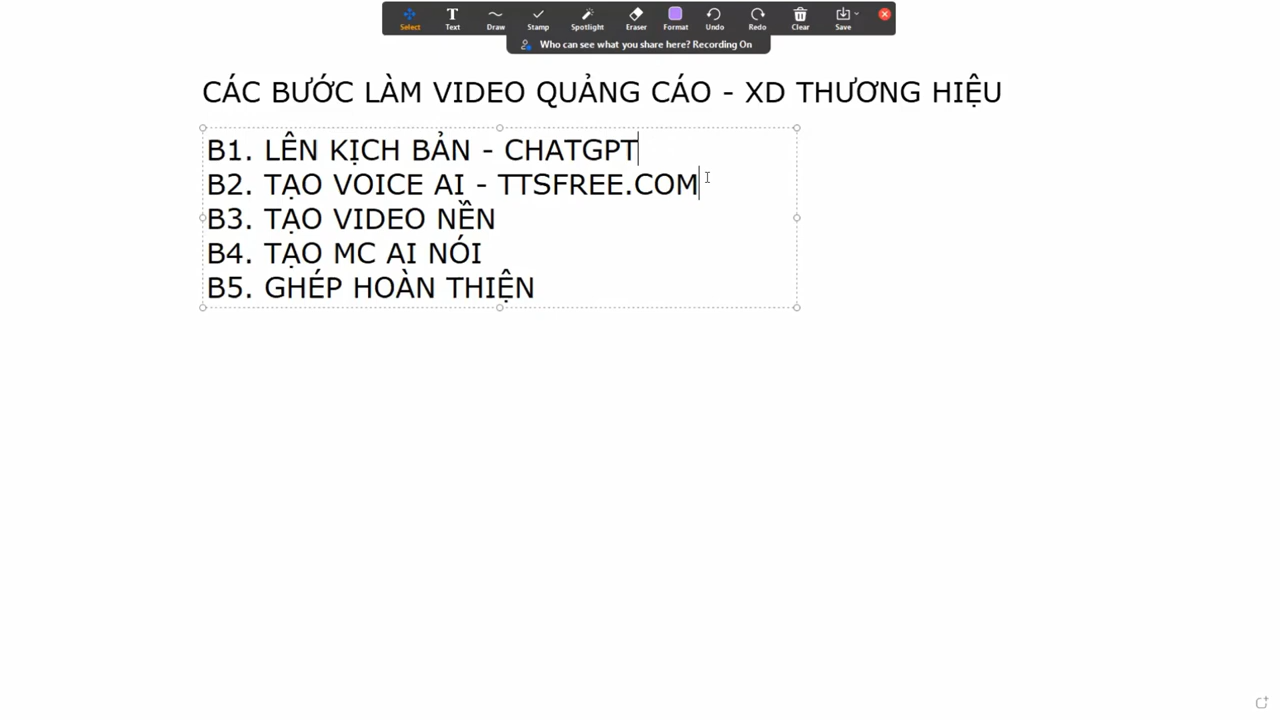 Select Text Draw Stamp Spotlight Eraser Format Undo Redo Clear Save
Who can see what you share here? Recording On
CÁC BƯỚC LÀM VIDEO QUẢNG CÁO - XD THƯƠNG HIỆU
B1. LÊN KỊCH BẢN - CHATGPT
B2. TẠO VOICE AI - TTSFREE.COM
B3. TẠO VIDEO NỀN
B4. TẠO MC AI NÓI
B5. GHÉP HOÀN THIỆN